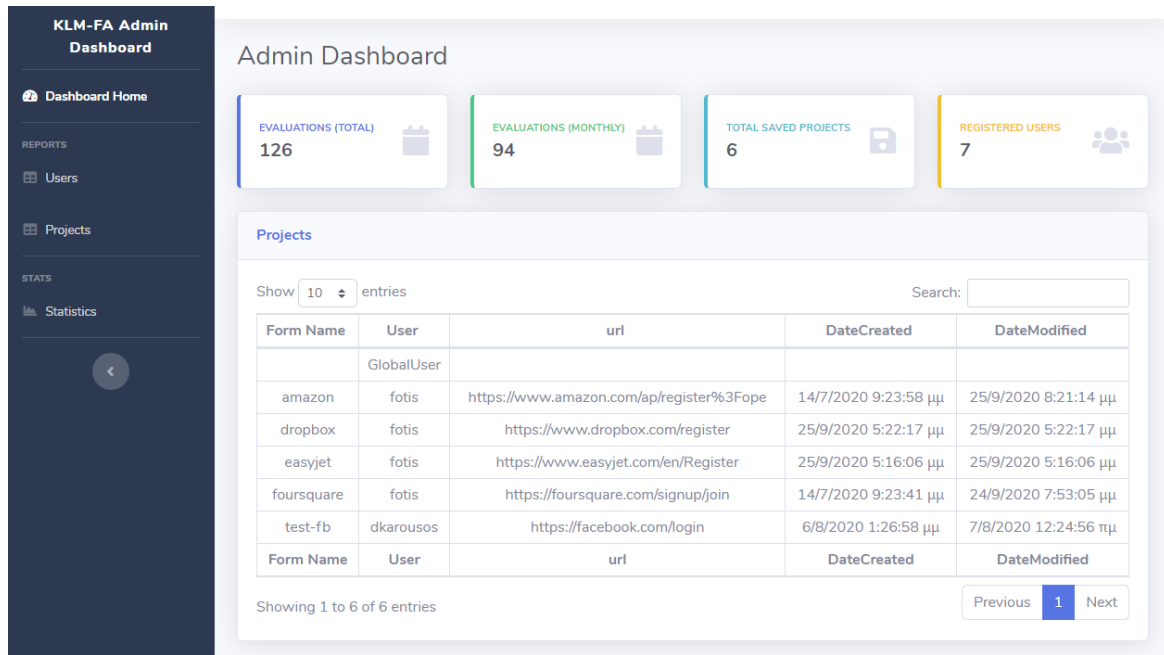 KLM-FA Admin
Dashboard
Dashboard Home
REPORTS
Users
Projects
STATS
Statistics
Admin Dashboard
EVALUATIONS (TOTAL)
126
EVALUATIONS (MONTHLY)
94
TOTAL SAVED PROJECTS
6
REGISTERED USERS
7
Projects
Show 10 entries Search:
Form Name User url DateCreated DateModified
GlobalUser
amazon fotis https://www.amazon.com/ap/register%3Fope 14/7/2020 9:23:58 μμ 25/9/2020 8:21:14 μμ
dropbox fotis https://www.dropbox.com/register 25/9/2020 5:22:17 μμ 25/9/2020 5:22:17 μμ
easyjet fotis https://www.easyjet.com/en/Register 25/9/2020 5:16:06 μμ 25/9/2020 5:16:06 μμ
foursquare fotis https://foursquare.com/signup/join 14/7/2020 9:23:41 μμ 24/9/2020 7:53:05 μμ
test-fb dkarousos https://facebook.com/login 6/8/2020 1:26:58 μμ 7/8/2020 12:24:56 πμ
Form Name User url DateCreated DateModified
Showing 1 to 6 of 6 entries
Previous 1 Next